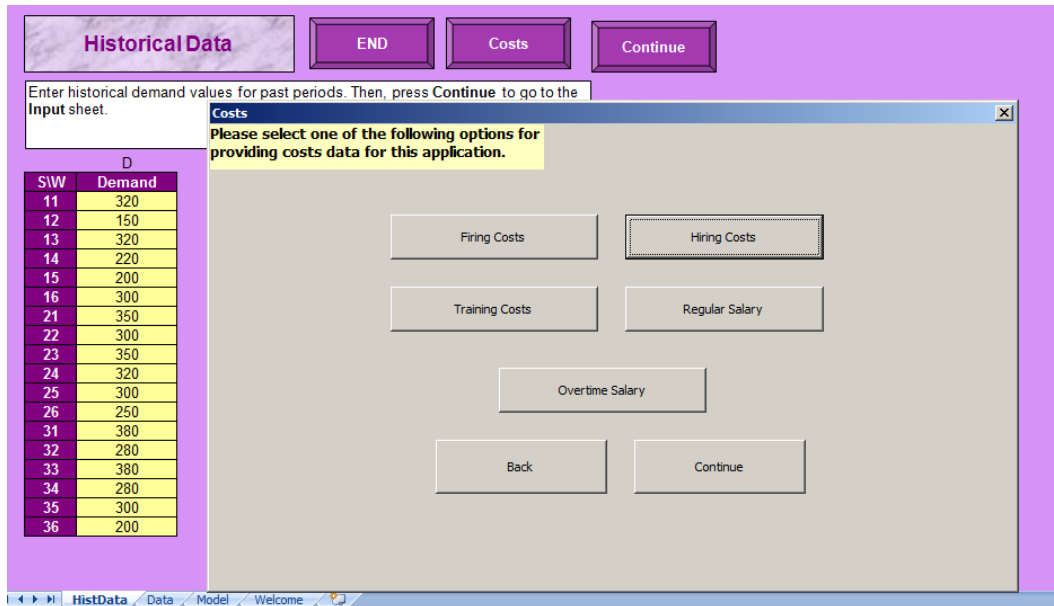 Historical Data
END
Costs
Continue
Enter historical demand values for past periods. Then, press Continue to go to the
Input sheet.
Costs
Please select one of the following options for
providing costs data for this application.
D
S\W Demand
11 320
12 150
13 320
14 220
15 200
16 300
21 350
22 300
23 350
24 320
25 300
26 250
31 380
32 280
33 380
34 280
35 300
36 200
Firing Costs
Hiring Costs
Training Costs
Regular Salary
Overtime Salary
Back
Continue
HistData Data Model Welcome